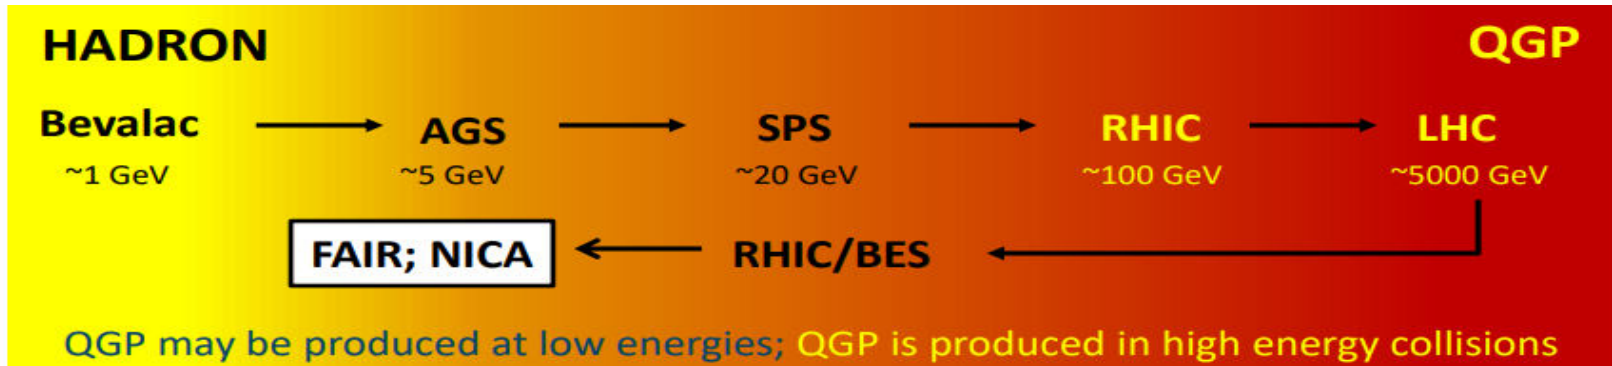 HADRON QGP
Bevalac AGS SPS RHIC LHC
~1 GeV ~5 GeV ~20 GeV ~100 GeV ~5000 GeV
FAIR; NICA RHIC/BES
QGP may be produced at low energies; QGP is produced in high energy collisions